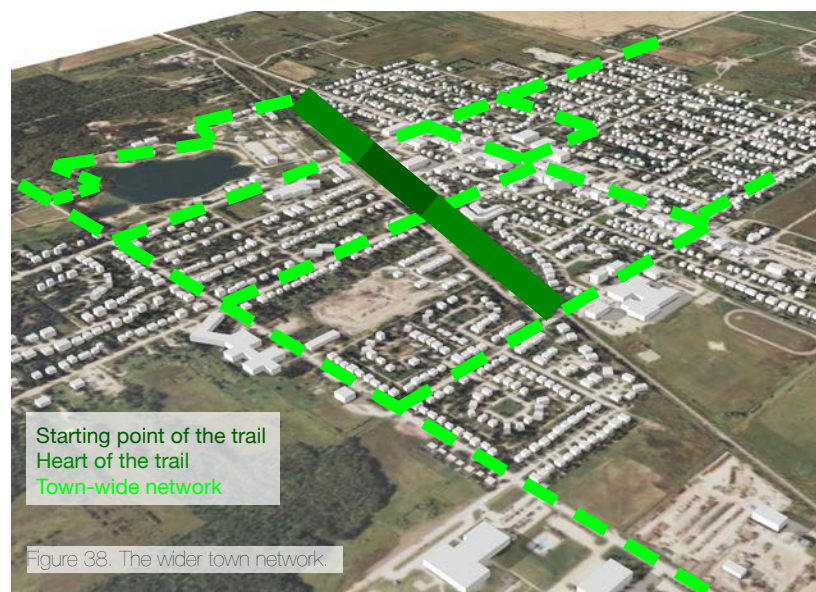 Starting point of the trail
Heart of the trail
Town-wide network
Figure 38. The wider town network.